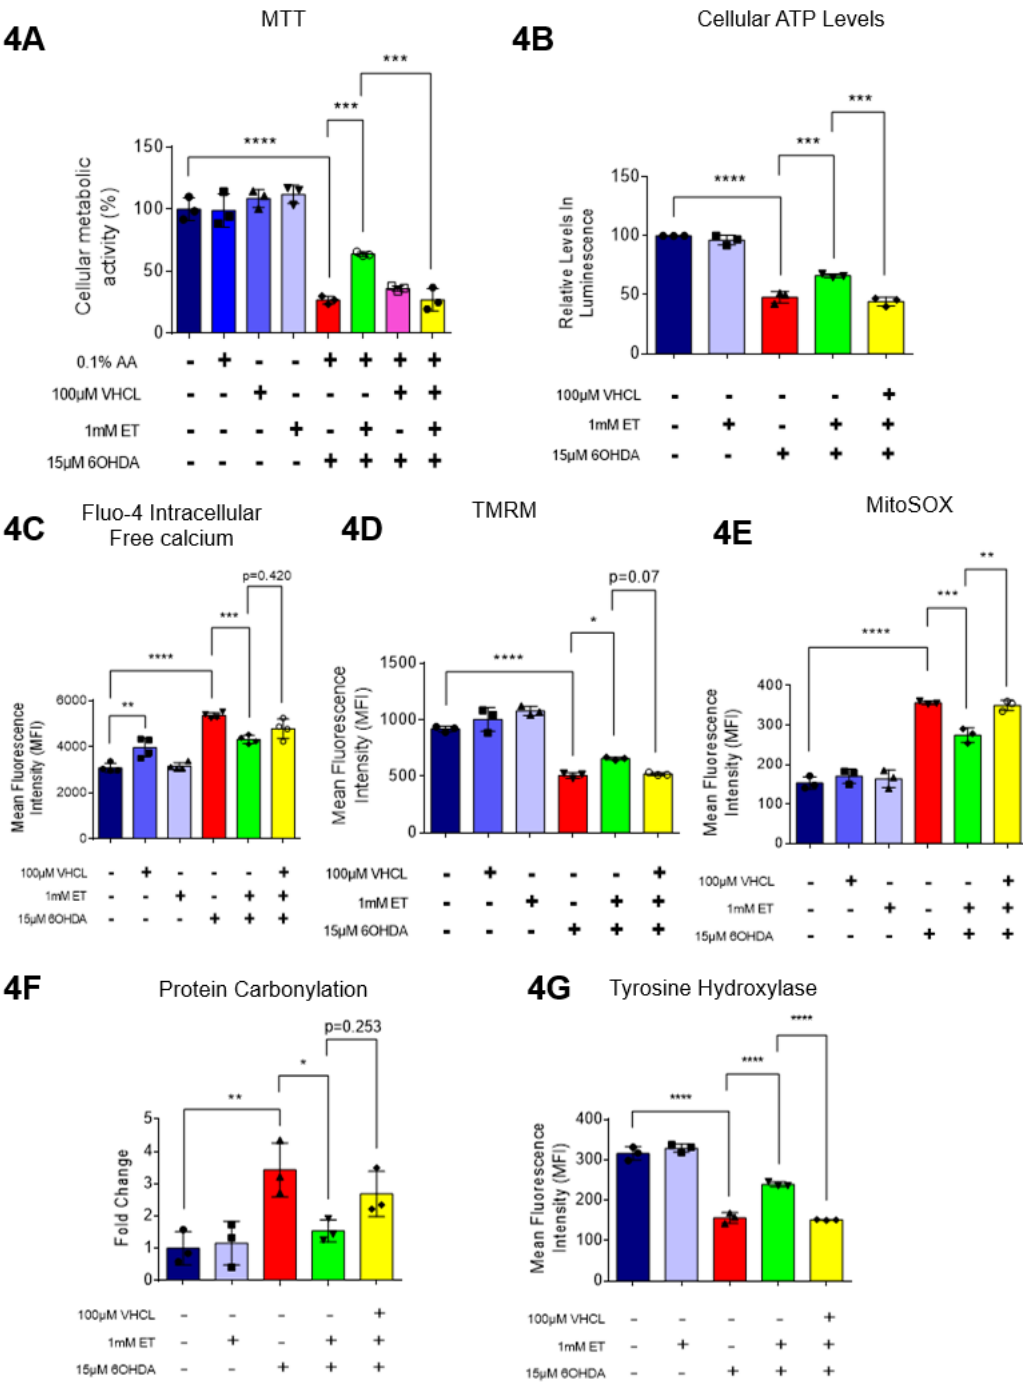 4A
MTT
****
***
***
Cellular metabolic
activity (%)
150
100
50
0
0.1% AA - + - - + + + +
100µM VHCL - - + - - - + +
1mM ET - - - + - + - +
15µM 6OHDA - - - - + + + +
4B
Cellular ATP Levels
****
***
***
Relative Levels In
Luminescence
150
100
50
0
100µM VHCL - - - - +
1mM ET - + - + +
15µM 6OHDA - - + + +
4C
Fluo-4 Intracellular
Free calcium
**
****
***
p=0.420
Mean Fluorescence
Intensity (MFI)
6000
4000
2000
0
100µM VHCL - + - - - +
1mM ET - - + - + +
15µM 6OHDA - - - + + +
4D
TMRM
****
*
p=0.07
Mean Fluorescence
Intensity (MFI)
1500
1000
500
0
100µM VHCL - + - - - +
1mM ET - - + - + +
15µM 6OHDA - - - + + +
4E
MitoSOX
****
***
**
Mean Fluorescence
Intensity (MFI)
400
300
200
100
0
100µM VHCL - + - - - +
1mM ET - - + - + +
15µM 6OHDA - - - + + +
4F
Protein Carbonylation
**
*
p=0.253
Fold Change
5
4
3
2
1
0
100µM VHCL - - - - +
1mM ET - + - + +
15µM 6OHDA - - + + +
4G
Tyrosine Hydroxylase
****
****
****
Mean Fluorescence
Intensity (MFI)
400
300
200
100
0
100µM VHCL - - - - +
1mM ET - + - + +
15µM 6OHDA - - + + +